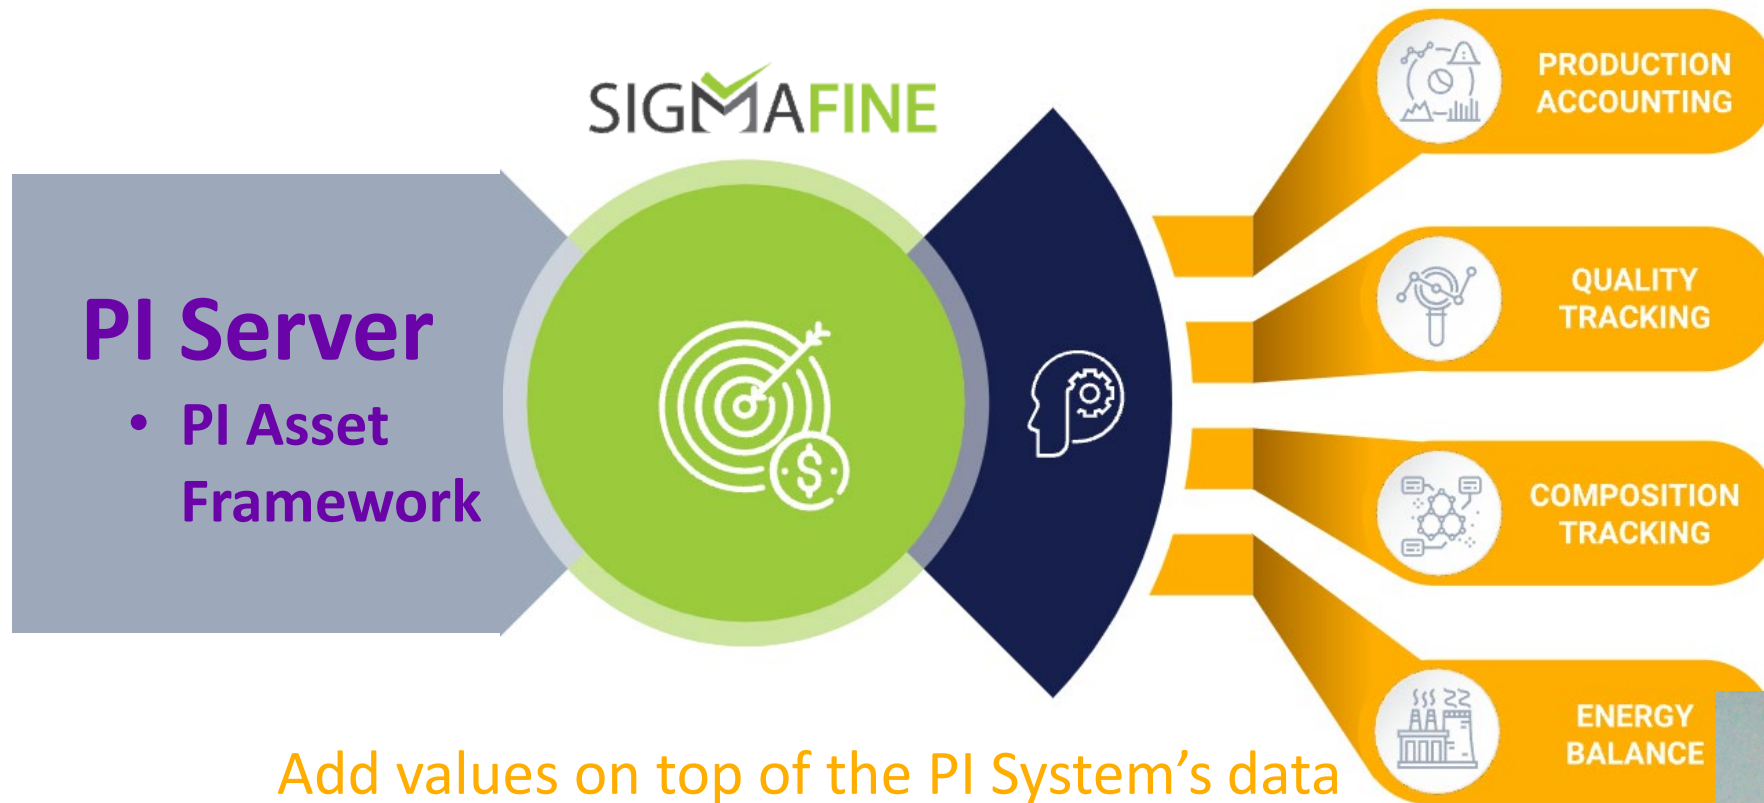 SIGMAFINE
PI Server
• PI Asset
Framework
PRODUCTION
ACCOUNTING
QUALITY
TRACKING
COMPOSITION
TRACKING
ENERGY
BALANCE
Add values on top of the PI System’s data